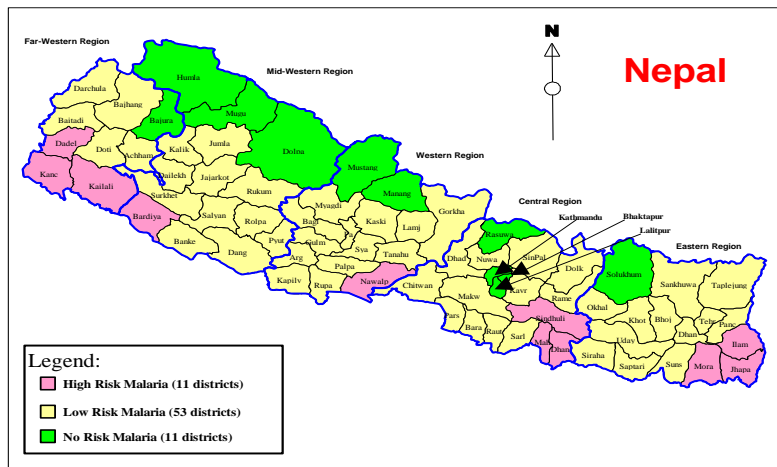 Nepal
N
Far-Western Region
Mid-Western Region
Western Region
Central Region
Eastern Region
Kathmandu
Bhaktapur
Lalitpur
Darchula
Bajhang
Baitadi
Bajura
Dadel
Doti
Achham
Kanc
Kailali
Humla
Mugu
Kalik
Jumla
Dolna
Dailekh
Jajarkot
Surkhet
Rukum
Bardiya
Salyan
Rolpa
Banke
Pyut
Dang
Mustang
Manang
Myagdi
Bagl
Pa
Kaski
Lamj
Gorkha
Gulm
Sya
Tanahu
Arg
Palpa
Kapilv
Rupa
Nawalp
Rasuwa
Dhad
Nuwa
SinPal
Dolk
Kavr
Rame
Chitwan
Makw
Sindhuli
Pars
Bara
Raut
Sarl
Mah
Dhan
Solukhum
Sankhuwa
Taplejung
Okhal
Khot
Bhoj
Tehr
Panc
Dhan
Uday
Ilam
Siraha
Saptari
Suns
Mora
Jhapa
Legend:
High Risk Malaria (11 districts)
Low Risk Malaria (53 districts)
No Risk Malaria (11 districts)